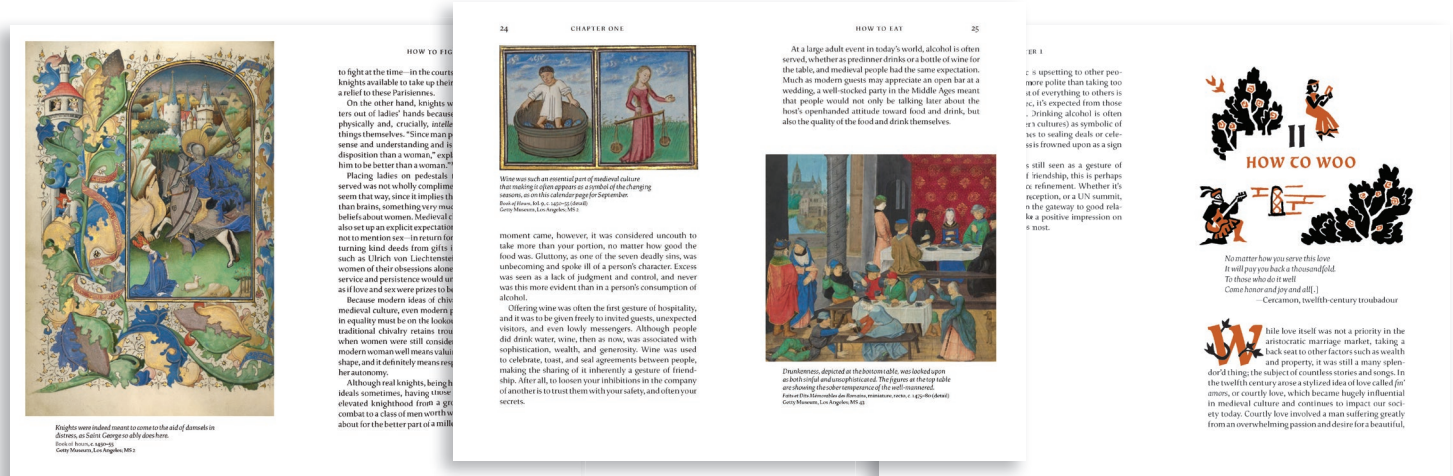 Knights were indeed meant to come to the aid of damsels in
distress, as Saint George so ably does here.
Book of hours, c. 1450–55
Getty Museum, Los Angeles; MS 2
HOW TO FIG
to fight at the time—in the courts
knights available to take up their
a relief to these Parisiennes.
On the other hand, knights w
ters out of ladies' hands because
physically and, crucially, intelle
things themselves. "Since man p
sense and understanding and is
disposition than a woman," expl
him to be better than a woman."
Placing ladies on pedestals
served was not wholly complime
seem that way, since it implies th
than brains, something very muc
beliefs about women. Medieval c
also set up an explicit expectation
not to mention sex—in return for
turning kind deeds from gifts i
such as Ulrich von Liechtenstei
women of their obsessions alone
service and persistence would un
as if love and sex were prizes to be
Because modern ideas of chiv
medieval culture, even modern p
in equality must be on the lookou
traditional chivalry retains trou
when women were still conside
modern woman well means valuin
shape, and it definitely means resp
her autonomy.
Although real knights, being h
ideals sometimes, having those
elevated knighthood from a gr
combat to a class of men worth w
about for the better part of a mille
24
CHAPTER ONE
Wine was such an essential part of medieval culture
that making it often appears as a symbol of the changing
seasons, as on this calendar page for September.
Book of Hours, fol. 9, c. 1450–55 (detail)
Getty Museum, Los Angeles; MS 2
moment came, however, it was considered uncouth to
take more than your portion, no matter how good the
food was. Gluttony, as one of the seven deadly sins, was
unbecoming and spoke ill of a person's character. Excess
was seen as a lack of judgment and control, and never
was this more evident than in a person's consumption of
alcohol.
Offering wine was often the first gesture of hospitality,
and it was to be given freely to invited guests, unexpected
visitors, and even lowly messengers. Although people
did drink water, wine, then as now, was associated with
sophistication, wealth, and generosity. Wine was used
to celebrate, toast, and seal agreements between people,
making the sharing of it inherently a gesture of friend-
ship. After all, to loosen your inhibitions in the company
of another is to trust them with your safety, and often your
secrets.
HOW TO EAT
25
At a large adult event in today's world, alcohol is often
served, whether as predinner drinks or a bottle of wine for
the table, and medieval people had the same expectation.
Much as modern guests may appreciate an open bar at a
wedding, a well-stocked party in the Middle Ages meant
that people would not only be talking later about the
host's openhanded attitude toward food and drink, but
also the quality of the food and drink themselves.
Drunkenness, depicted at the bottom table, was looked upon
as both sinful and unsophisticated. The figures at the top table
are showing the sober temperance of the well-mannered.
Faits et Dits Mémorables des Romains, miniature, recto, c. 1475–80 (detail)
Getty Museum, Los Angeles; MS 43
ER 1
c is upsetting to other peo-
more polite than taking too
st of everything to others is
ec, it's expected from those
. Drinking alcohol is often
rn cultures) as symbolic of
nks to sealing deals or cele-
ss is frowned upon as a sign
s still seen as a gesture of
f friendship, this is perhaps
c refinement. Whether it's
reception, or a UN summit,
n the gateway to good rela-
ke a positive impression on
s most.
II
HOW TO WOO
No matter how you serve this love
It will pay you back a thousandfold.
To those who do it well
Come honor and joy and all[.]
—Cercamon, twelfth-century troubadour
While love itself was not a priority in the
aristocratic marriage market, taking a
back seat to other factors such as wealth
and property, it was still a many splen-
dor'd thing; the subject of countless stories and songs. In
the twelfth century arose a stylized idea of love called fin'
amors, or courtly love, which became hugely influential
in medieval culture and continues to impact our soci-
ety today. Courtly love involved a man suffering greatly
from an overwhelming passion and desire for a beautiful,